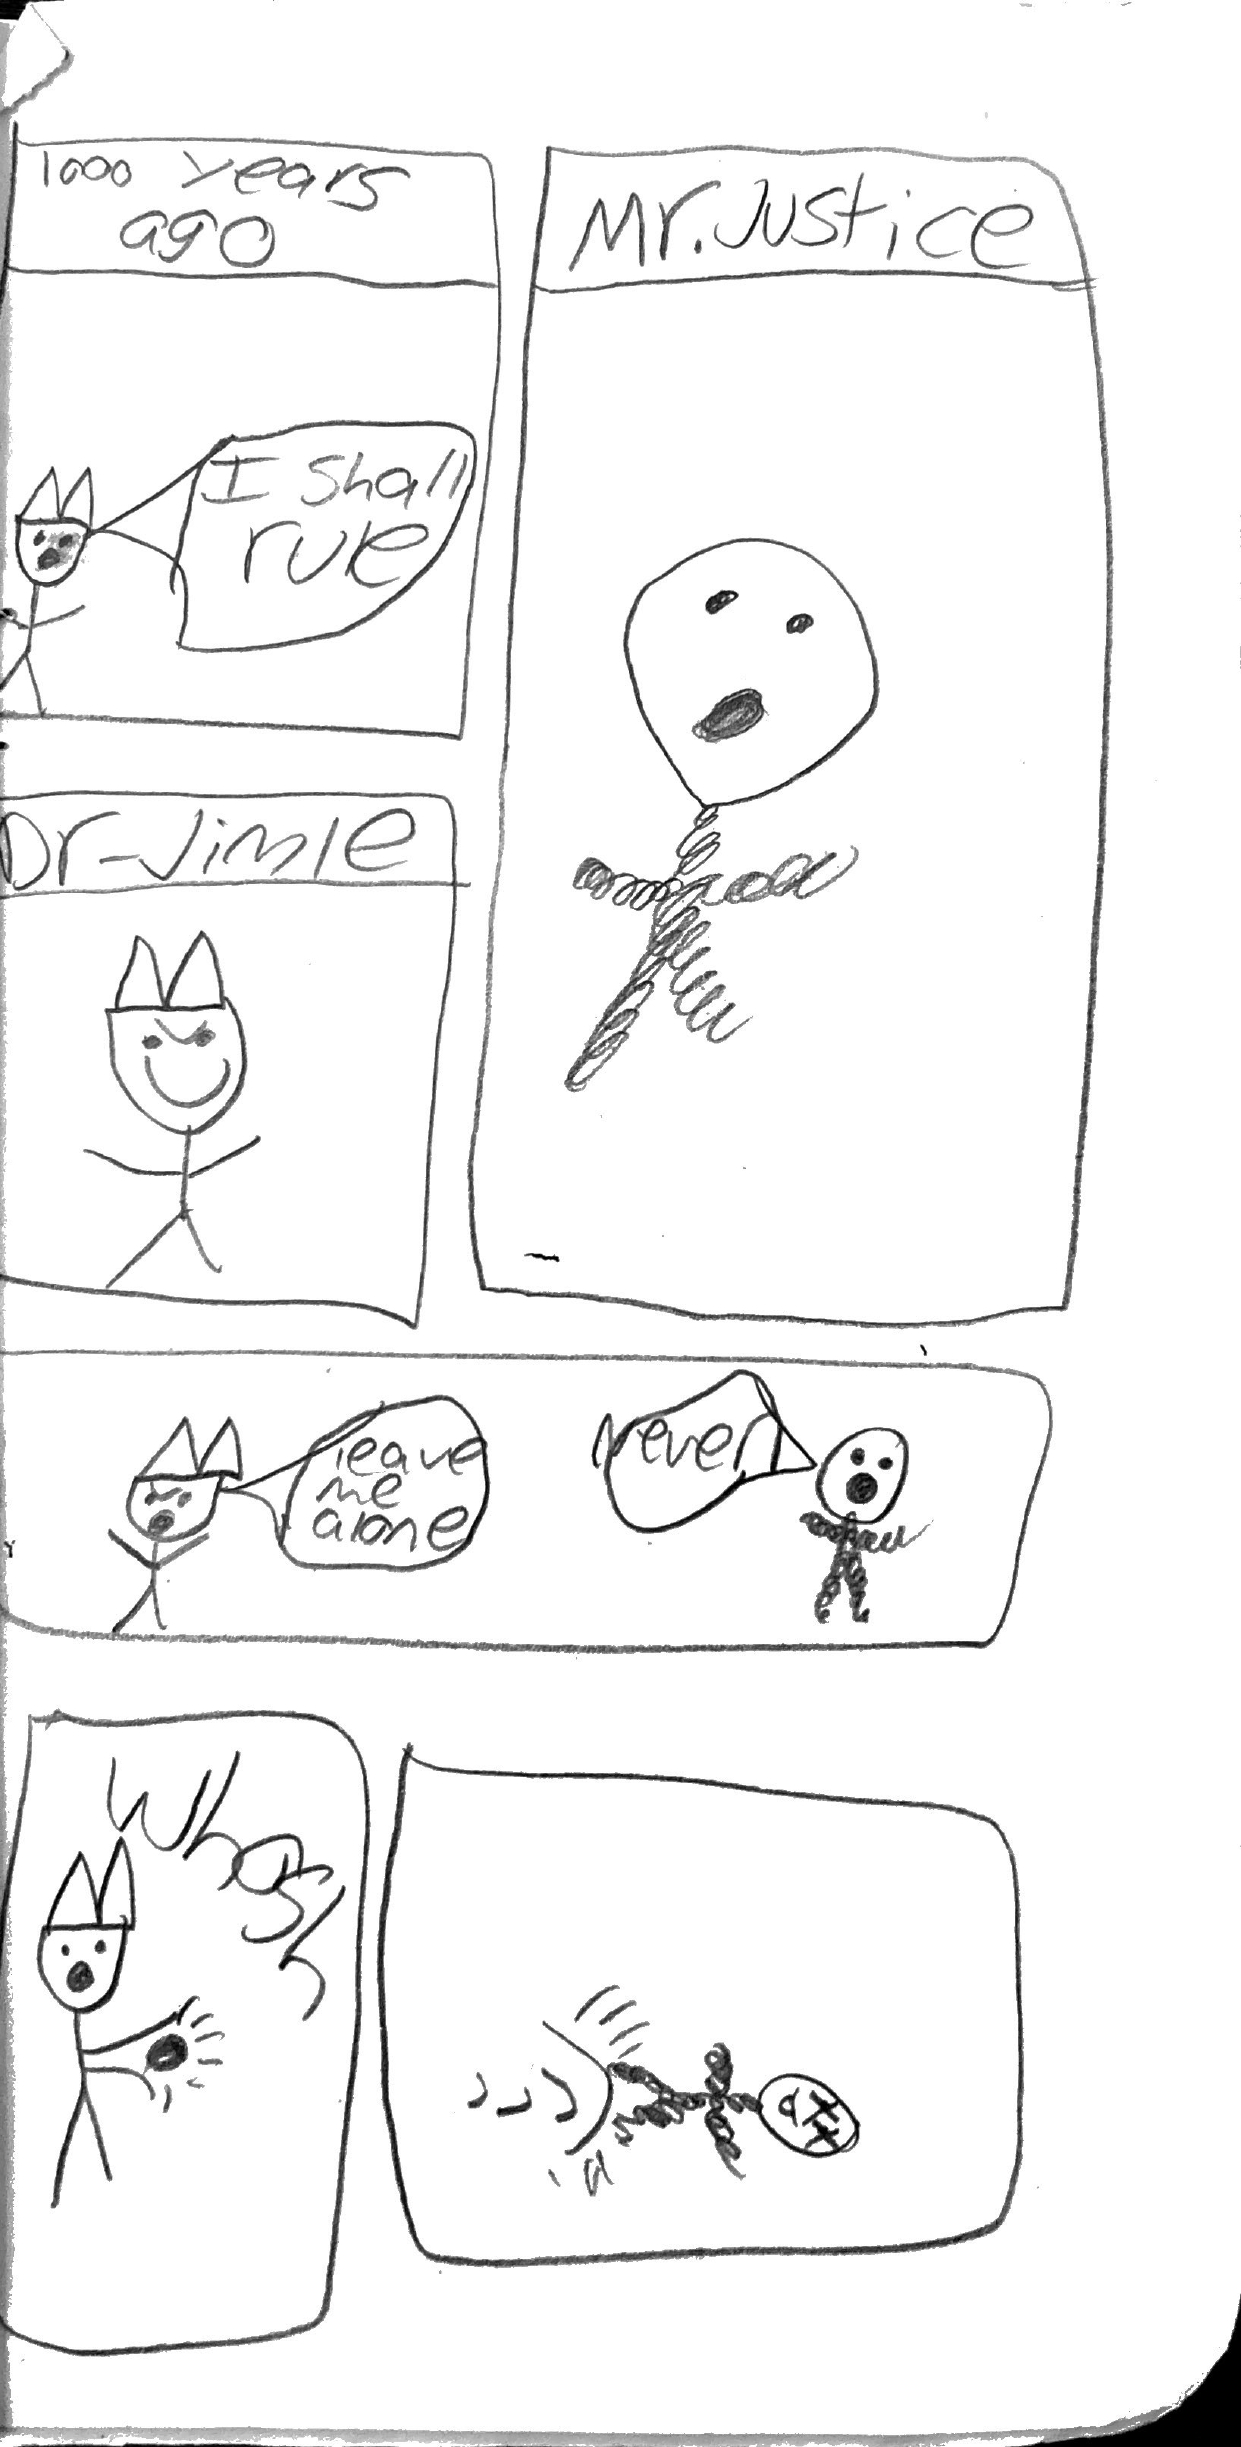 1000 years
ago
I shall
rule
Mr. Justice
Dr-Jimle
leave
me
alone
never
Whosh